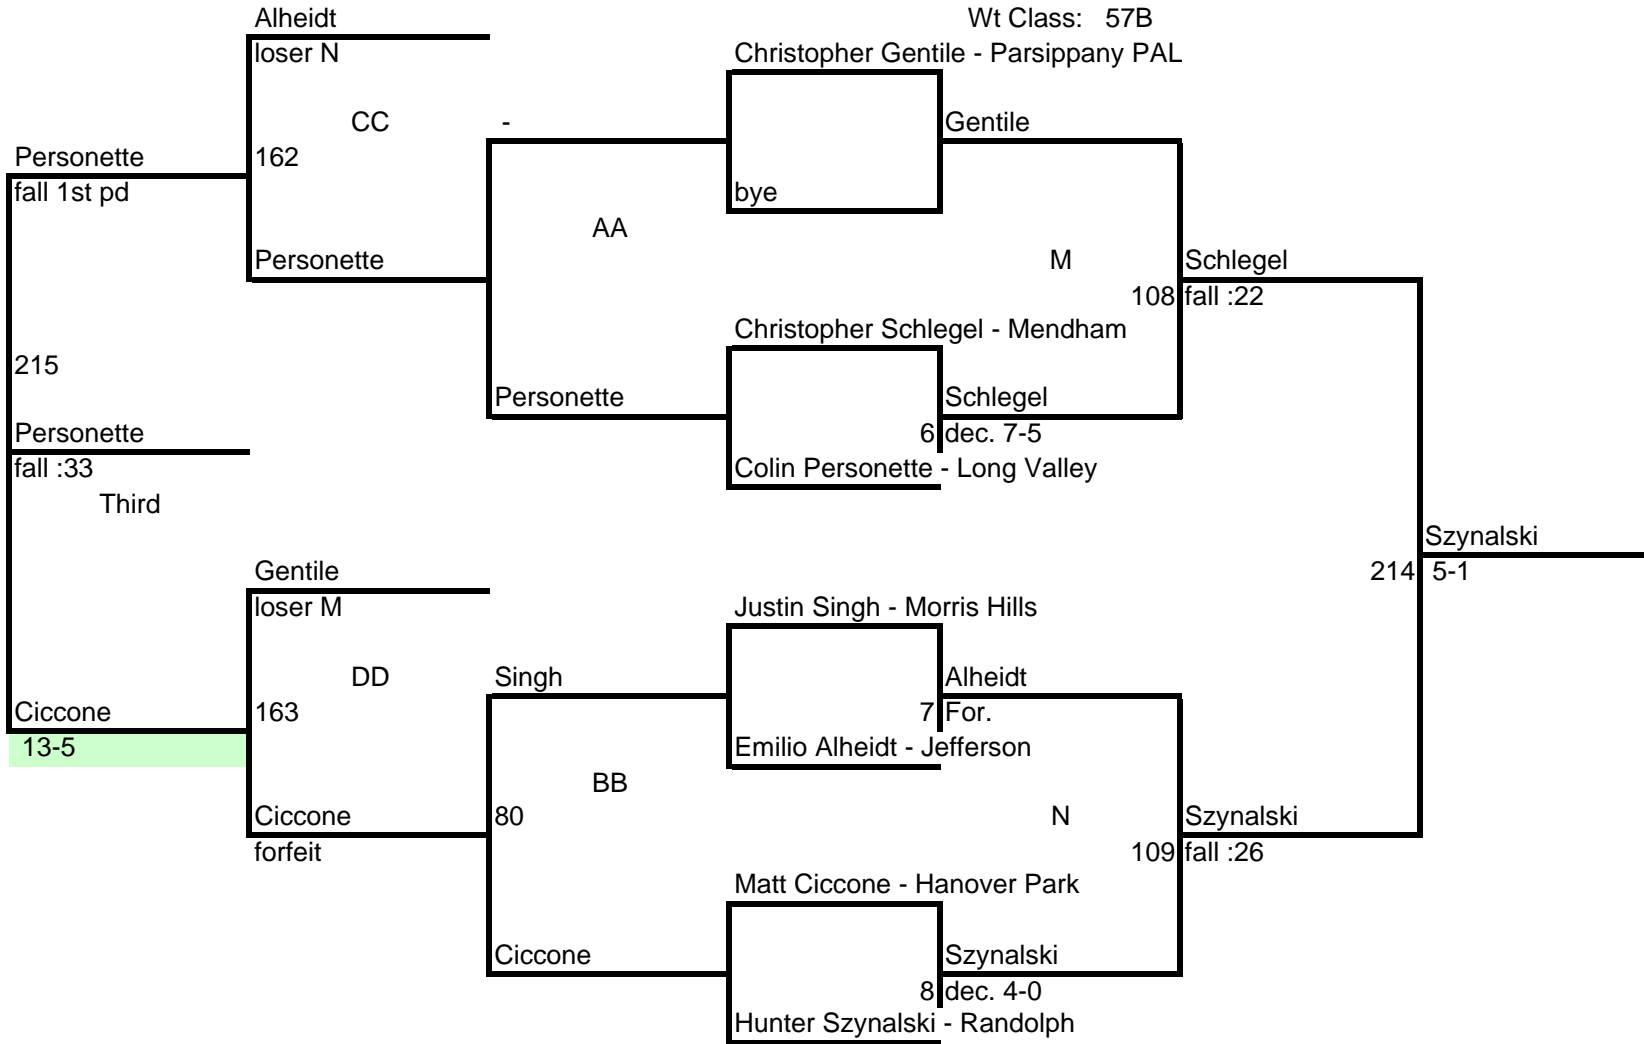 Alheidt
Wt Class: 57B
loser N
Christopher Gentile - Parsippany PAL
CC
-
Gentile
Personette
162
fall 1st pd
bye
AA
Personette
M
Schlegel
108
fall :22
Christopher Schlegel - Mendham
215
Personette
Schlegel
Personette
6
dec. 7-5
fall :33
Colin Personette - Long Valley
Third
Szynalski
Gentile
214
5-1
loser M
Justin Singh - Morris Hills
DD
Singh
Alheidt
Ciccone
163
7
For.
13-5
Emilio Alheidt - Jefferson
BB
Ciccone
80
N
Szynalski
forfeit
109
fall :26
Matt Ciccone - Hanover Park
Ciccone
Szynalski
8
dec. 4-0
Hunter Szynalski - Randolph